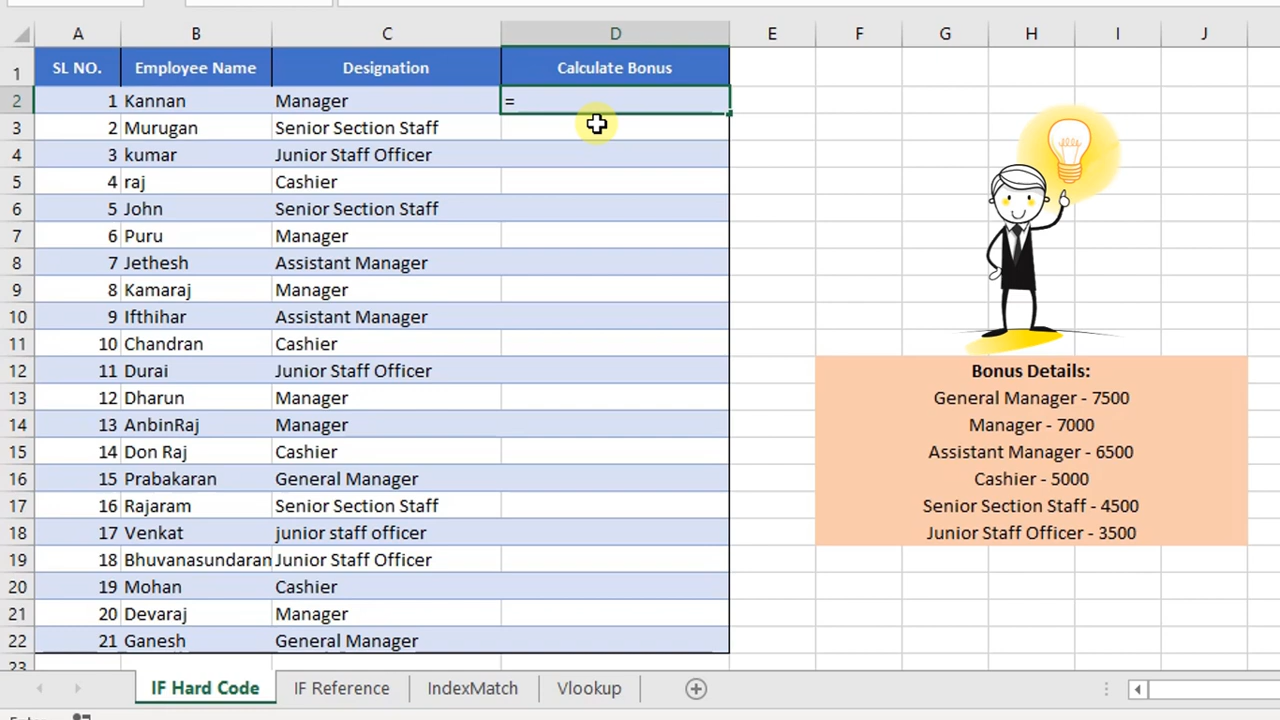 A B C D E F G H I J
1 SL NO. Employee Name Designation Calculate Bonus
2 1 Kannan Manager =
3 2 Murugan Senior Section Staff
4 3 kumar Junior Staff Officer
5 4 raj Cashier
6 5 John Senior Section Staff
7 6 Puru Manager
8 7 Jethesh Assistant Manager
9 8 Kamaraj Manager
10 9 Ifthihar Assistant Manager
11 10 Chandran Cashier
12 11 Durai Junior Staff Officer Bonus Details:
13 12 Dharun Manager General Manager - 7500
14 13 AnbinRaj Manager Manager - 7000
15 14 Don Raj Cashier Assistant Manager - 6500
16 15 Prabakaran General Manager Cashier - 5000
17 16 Rajaram Senior Section Staff Senior Section Staff - 4500
18 17 Venkat junior staff officer Junior Staff Officer - 3500
19 18 Bhuvanasundaram Junior Staff Officer
20 19 Mohan Cashier
21 20 Devaraj Manager
22 21 Ganesh General Manager
23
IF Hard Code IF Reference IndexMatch Vlookup